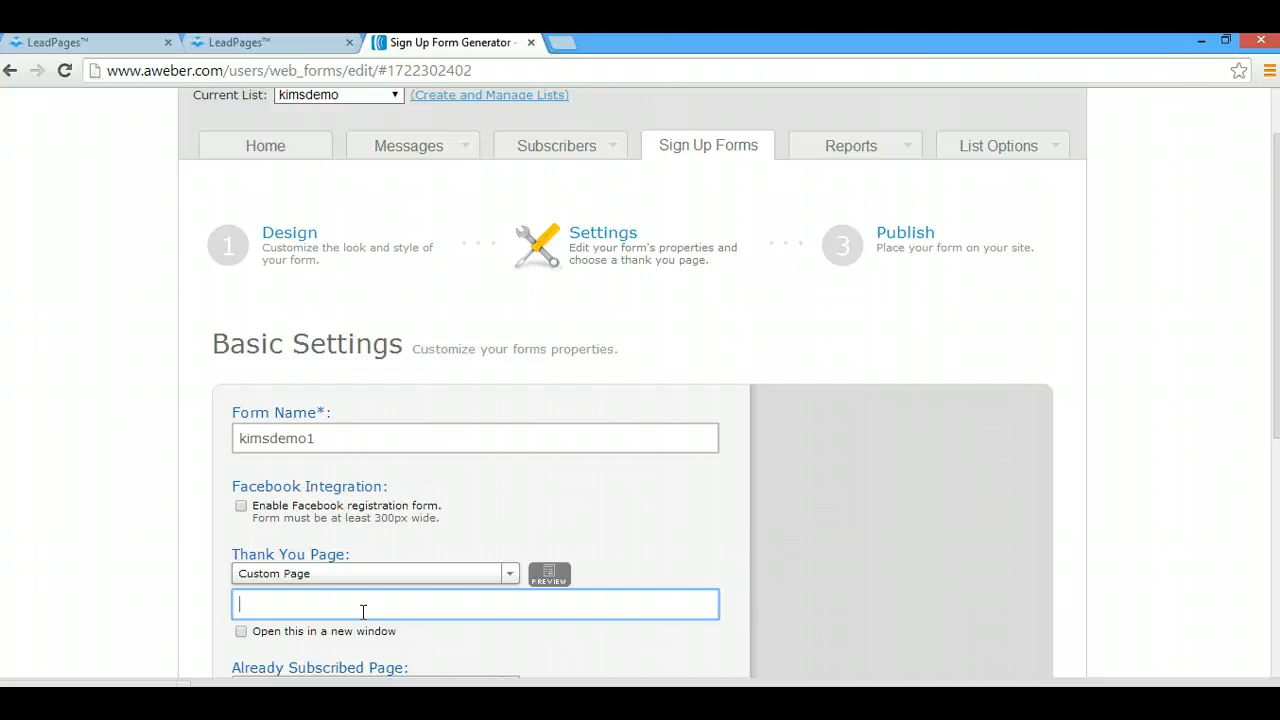 LeadPages™
LeadPages™
Sign Up Form Generator -
www.aweber.com/users/web_forms/edit/#1722302402
Current List: kimsdemo (Create and Manage Lists)
Home
Messages
Subscribers
Sign Up Forms
Reports
List Options
1
Design
Customize the look and style of
your form.
Settings
Edit your form's properties and
choose a thank you page.
3
Publish
Place your form on your site.
Basic Settings Customize your forms properties.
Form Name*:
kimsdemo1
Facebook Integration:
Enable Facebook registration form.
Form must be at least 300px wide.
Thank You Page:
Custom Page
PREVIEW
Open this in a new window
Already Subscribed Page: